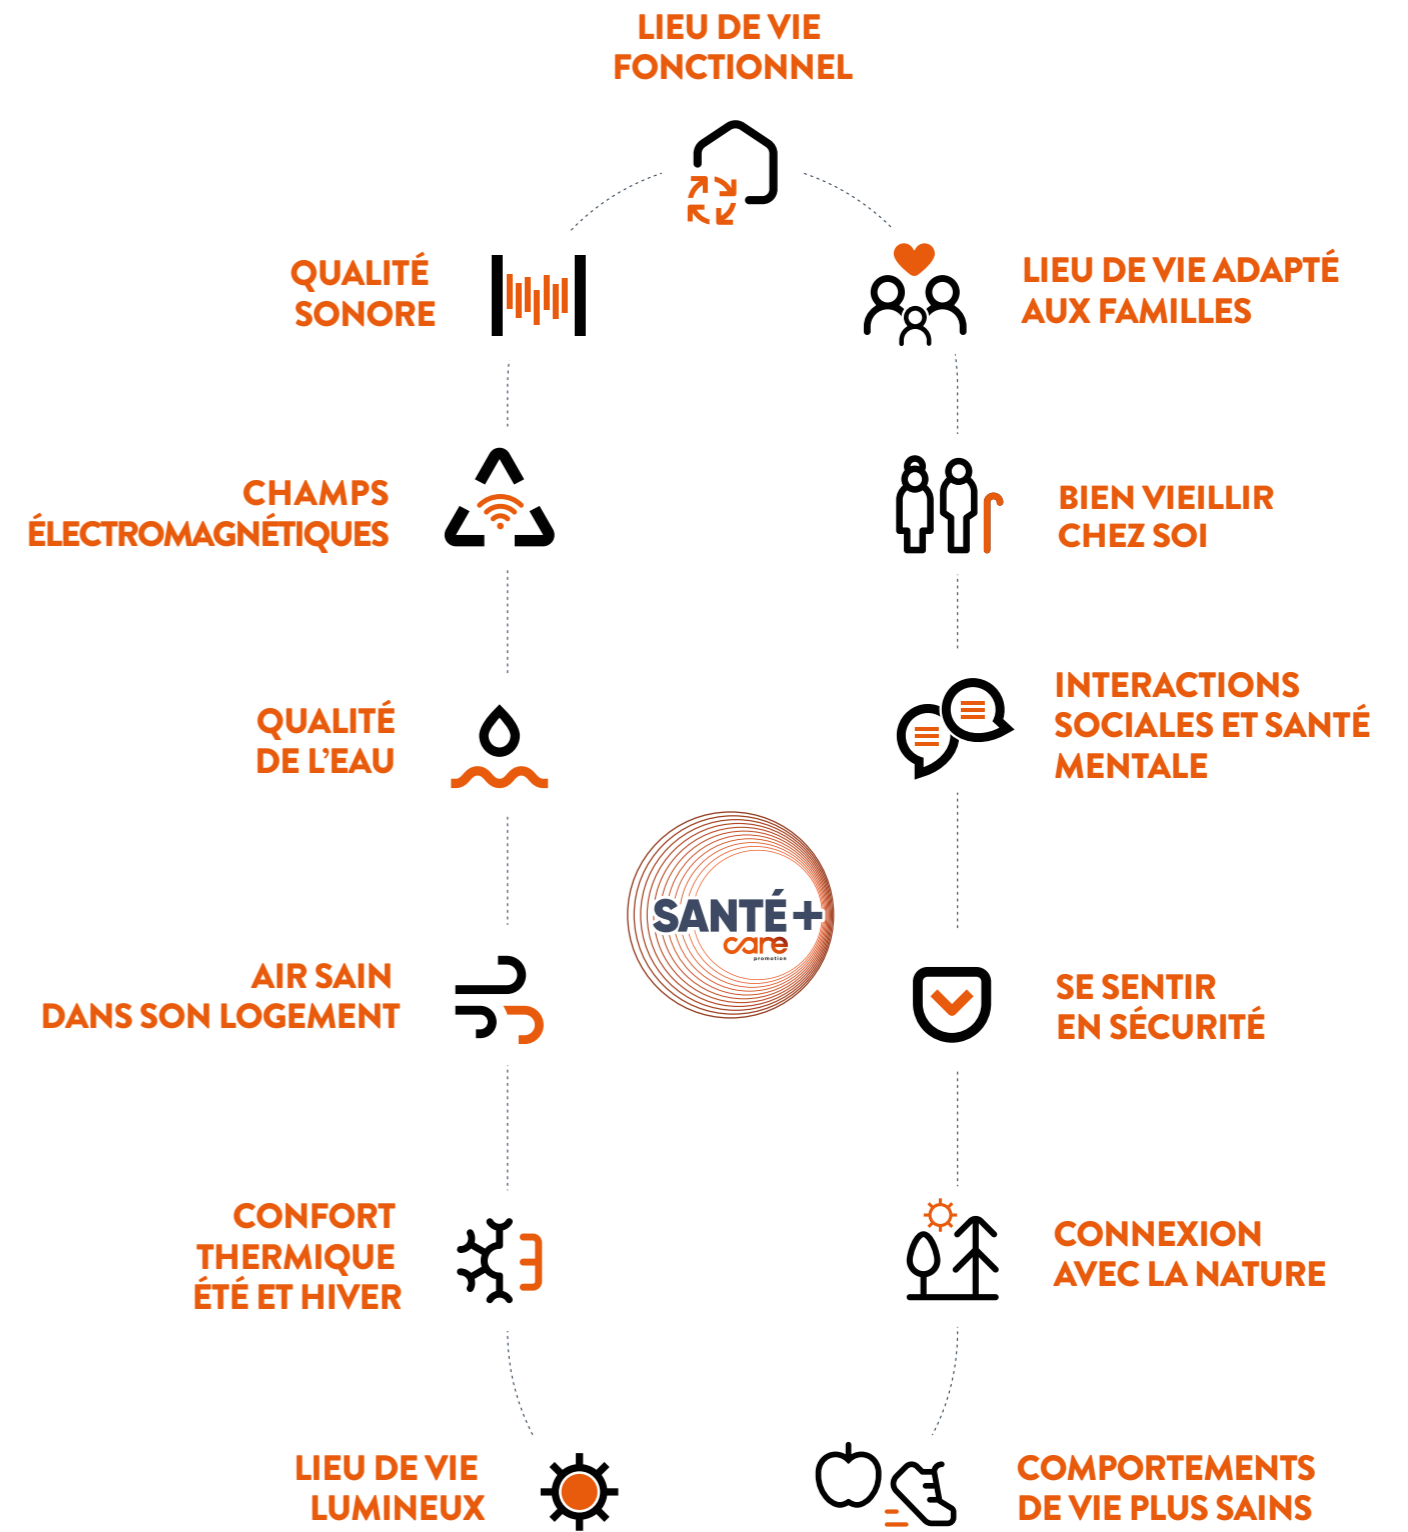 LIEU DE VIE
FONCTIONNEL
QUALITÉ
SONORE
LIEU DE VIE ADAPTÉ
AUX FAMILLES
CHAMPS
ÉLECTROMAGNÉTIQUES
BIEN VIEILLIR
CHEZ SOI
QUALITÉ
DE L'EAU
INTERACTIONS
SOCIALES ET SANTÉ
MENTALE
SANTÉ+
care
promotion
AIR SAIN
DANS SON LOGEMENT
SE SENTIR
EN SÉCURITÉ
CONFORT
THERMIQUE
ÉTÉ ET HIVER
CONNEXION
AVEC LA NATURE
LIEU DE VIE
LUMINEUX
COMPORTEMENTS
DE VIE PLUS SAINS